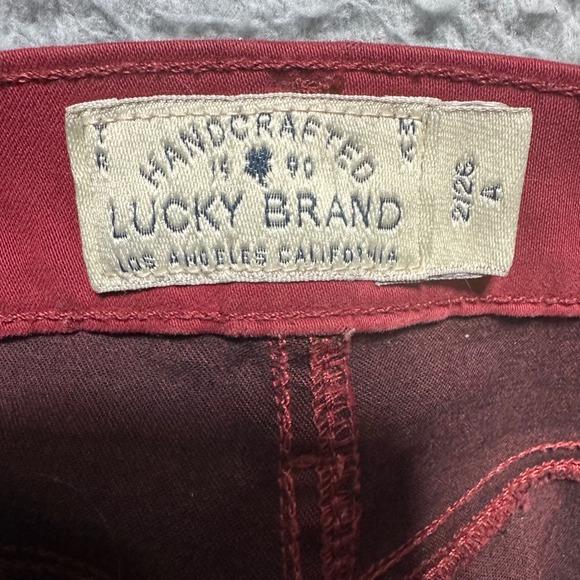 HANDCRAFTED
T R
M C
19 90
LUCKY BRAND
LOS ANGELES CALIFORNIA
2/26
A